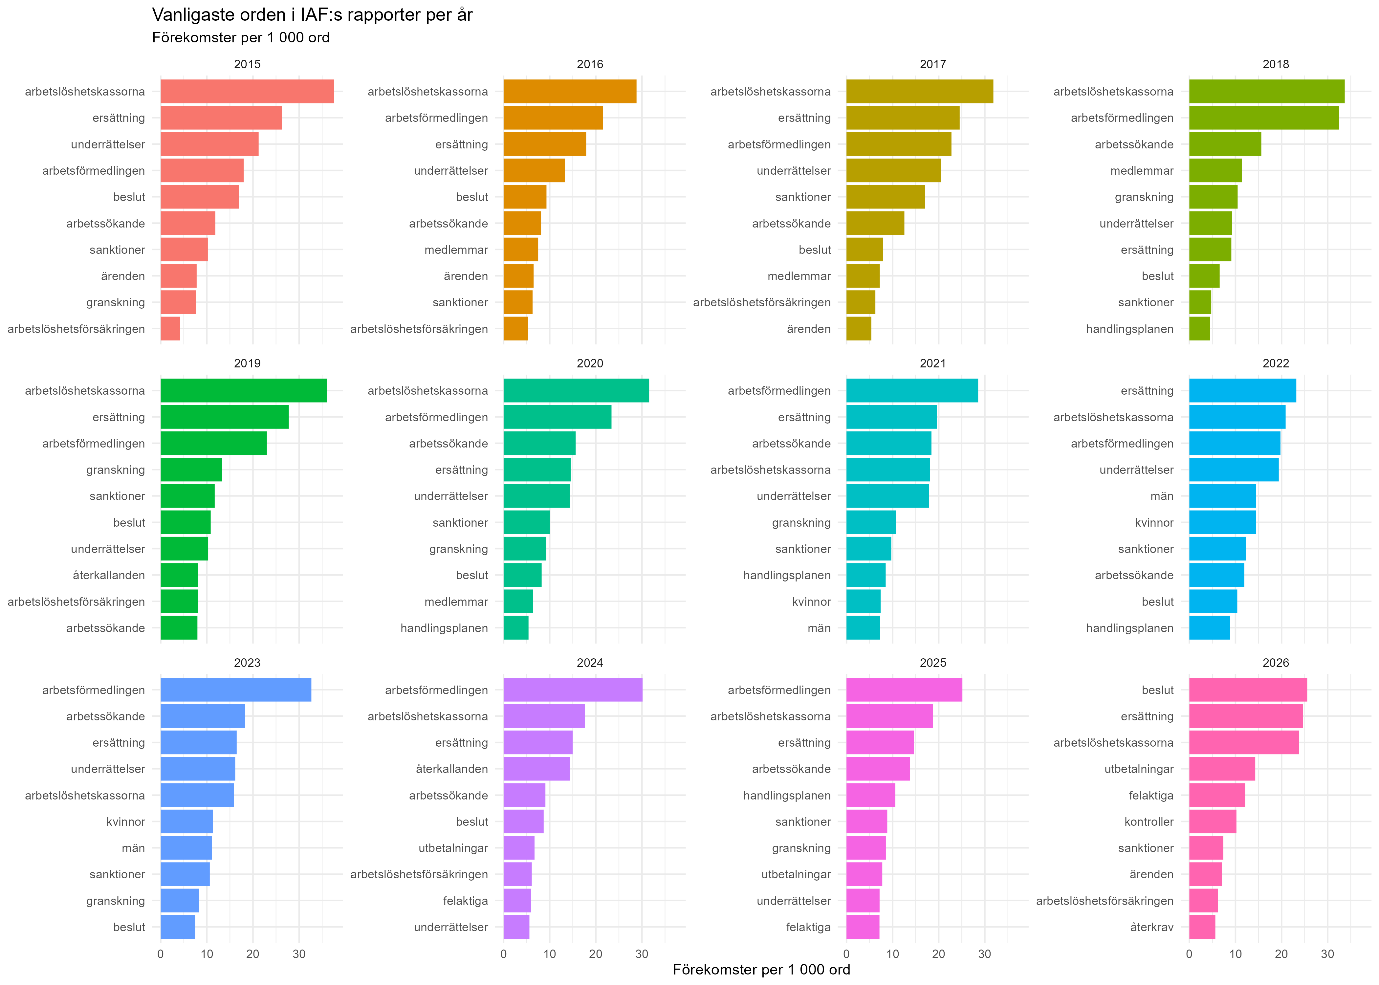 Vanligaste orden i IAF:s rapporter per år
Förekomster per 1 000 ord
2015
arbetslöshetskassorna
ersättning
underrättelser
arbetsförmedlingen
beslut
arbetssökande
sanktioner
ärenden
granskning
arbetslöshetsförsäkringen
2016
arbetslöshetskassorna
arbetsförmedlingen
ersättning
underrättelser
beslut
arbetssökande
medlemmar
ärenden
sanktioner
arbetslöshetsförsäkringen
2017
arbetslöshetskassorna
ersättning
arbetsförmedlingen
underrättelser
sanktioner
arbetssökande
beslut
medlemmar
arbetslöshetsförsäkringen
ärenden
2018
arbetslöshetskassorna
arbetsförmedlingen
arbetssökande
medlemmar
granskning
underrättelser
ersättning
beslut
sanktioner
handlingsplanen
2019
arbetslöshetskassorna
ersättning
arbetsförmedlingen
granskning
sanktioner
beslut
underrättelser
återkallanden
arbetslöshetsförsäkringen
arbetssökande
2020
arbetslöshetskassorna
arbetsförmedlingen
arbetssökande
ersättning
underrättelser
sanktioner
granskning
beslut
medlemmar
handlingsplanen
2021
arbetsförmedlingen
ersättning
arbetssökande
arbetslöshetskassorna
underrättelser
granskning
sanktioner
handlingsplanen
kvinnor
män
2022
ersättning
arbetslöshetskassorna
arbetsförmedlingen
underrättelser
män
kvinnor
sanktioner
arbetssökande
beslut
handlingsplanen
2023
arbetsförmedlingen
arbetssökande
ersättning
underrättelser
arbetslöshetskassorna
kvinnor
män
sanktioner
granskning
beslut
0 10 20 30
2024
arbetsförmedlingen
arbetslöshetskassorna
ersättning
återkallanden
arbetssökande
beslut
utbetalningar
arbetslöshetsförsäkringen
felaktiga
underrättelser
0 10 20 30
2025
arbetsförmedlingen
arbetslöshetskassorna
ersättning
arbetssökande
handlingsplanen
sanktioner
granskning
utbetalningar
underrättelser
felaktiga
0 10 20 30
2026
beslut
ersättning
arbetslöshetskassorna
utbetalningar
felaktiga
kontroller
sanktioner
ärenden
arbetslöshetsförsäkringen
återkrav
0 10 20 30
Förekomster per 1 000 ord